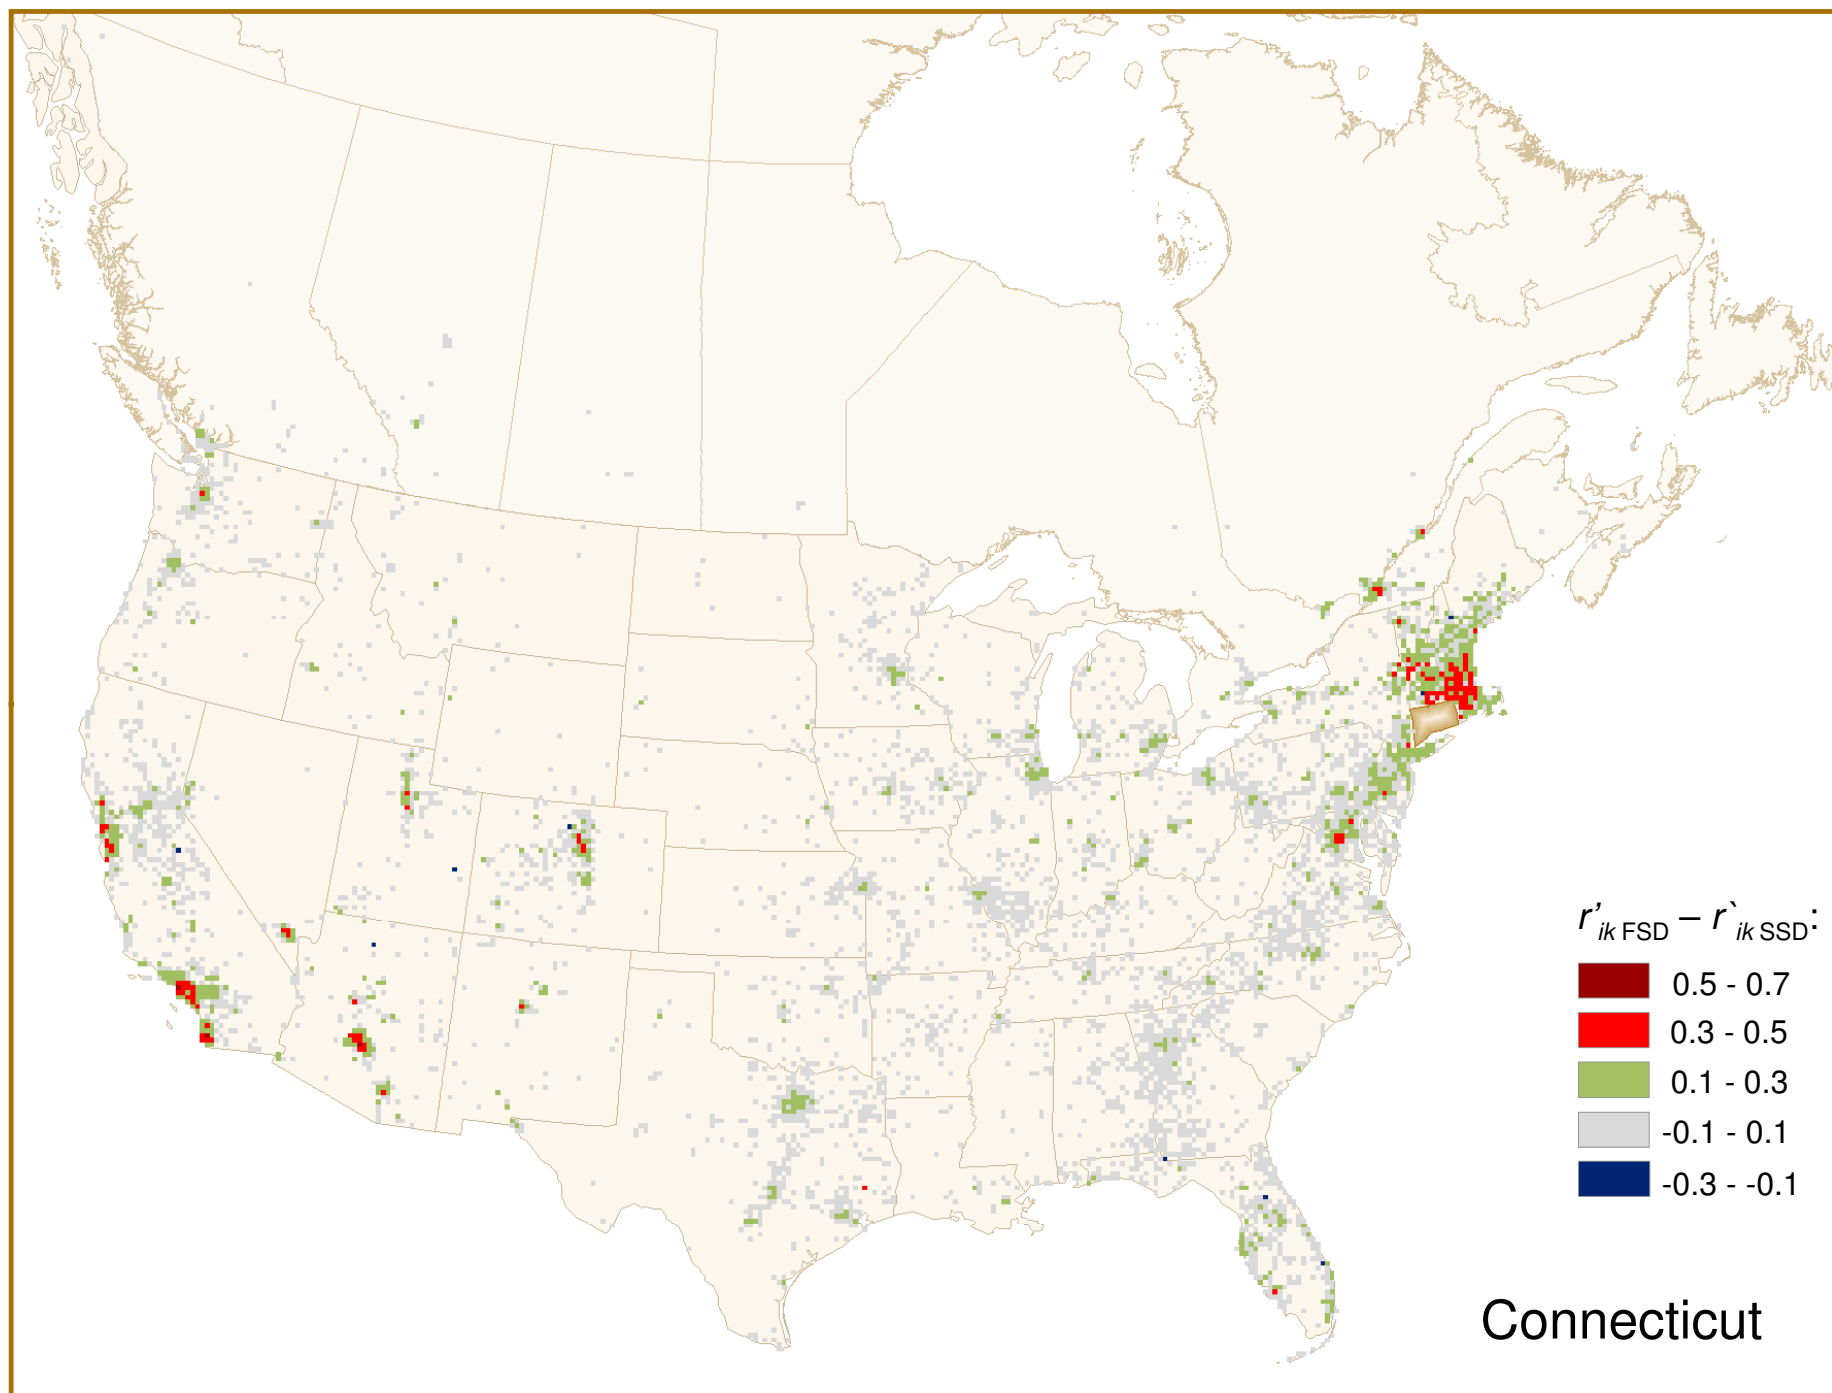 r'ik FSD – r`ik SSD:
0.5 - 0.7
0.3 - 0.5
0.1 - 0.3
-0.1 - 0.1
-0.3 - -0.1
Connecticut